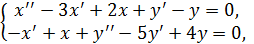 { x′′ − 3x′ + 2x + y′ − y = 0,
−x′ + x + y′′ − 5y′ + 4y = 0,